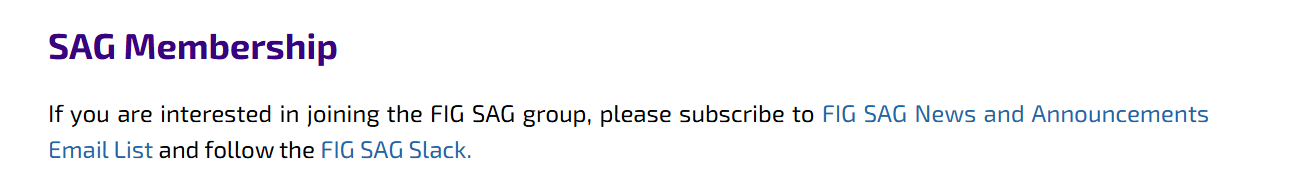 SAG Membership
If you are interested in joining the FIG SAG group, please subscribe to FIG SAG News and Announcements
Email List and follow the FIG SAG Slack.